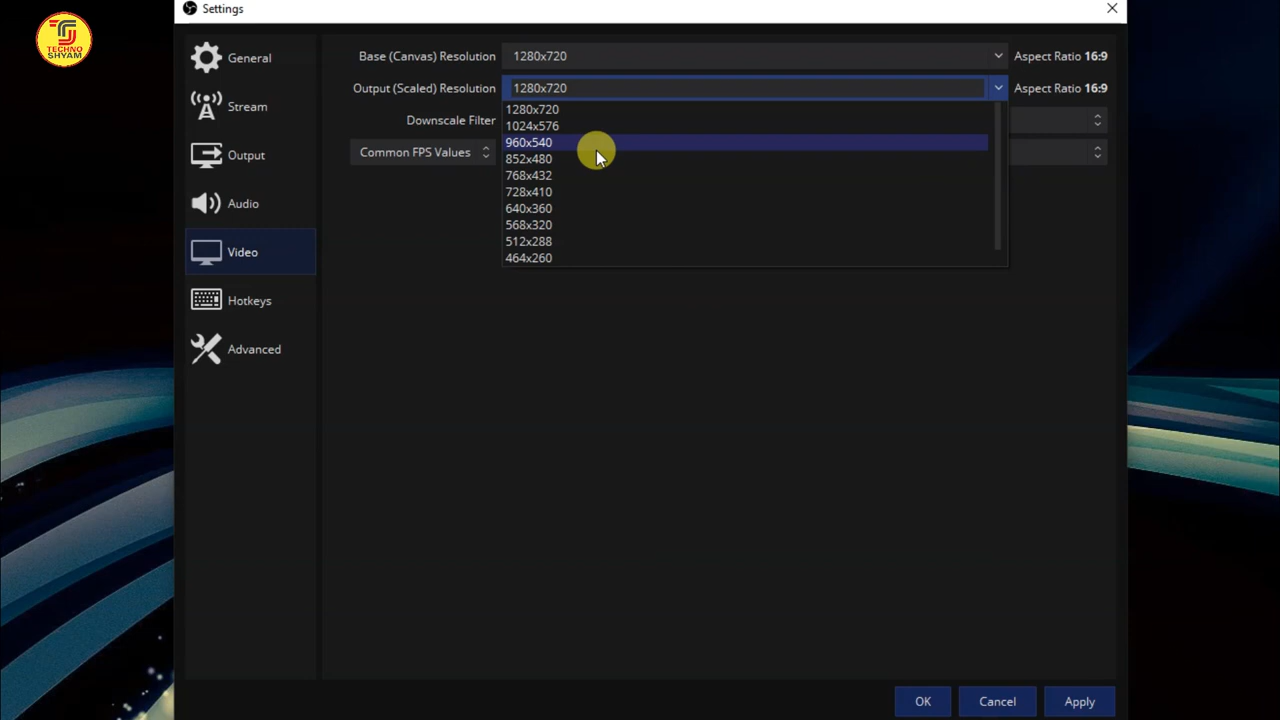 Settings
TECHNO
SHYAM
General
Stream
Output
Audio
Video
Hotkeys
Advanced
Base (Canvas) Resolution 1280x720 Aspect Ratio 16:9
Output (Scaled) Resolution 1280x720 Aspect Ratio 16:9
Downscale Filter
Common FPS Values
1280x720
1024x576
960x540
852x480
768x432
728x410
640x360
568x320
512x288
464x260
OK Cancel Apply